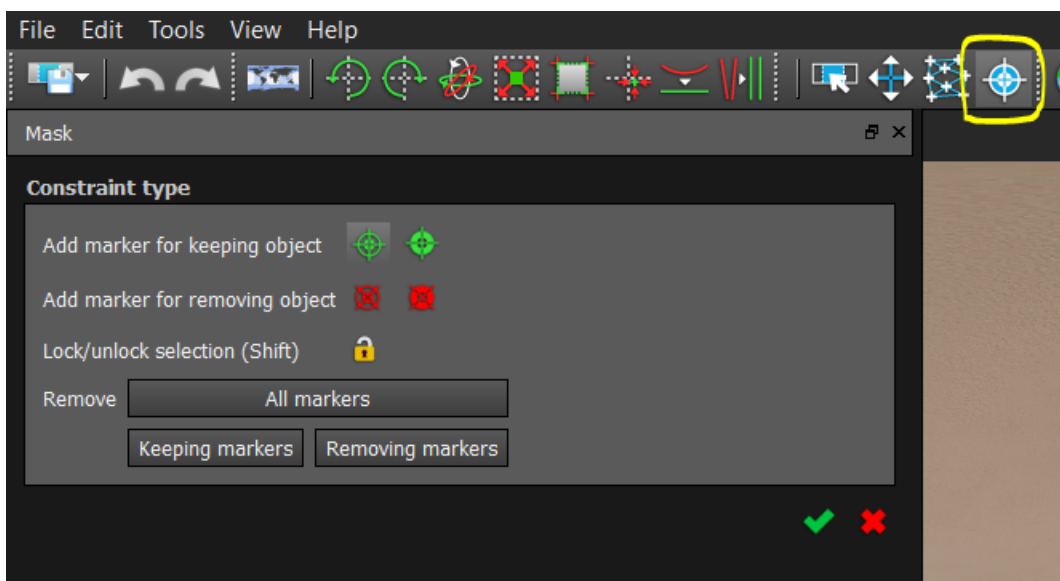 File Edit Tools View Help
Mask
Constraint type
Add marker for keeping object
Add marker for removing object
Lock/unlock selection (Shift)
Remove All markers
Keeping markers Removing markers